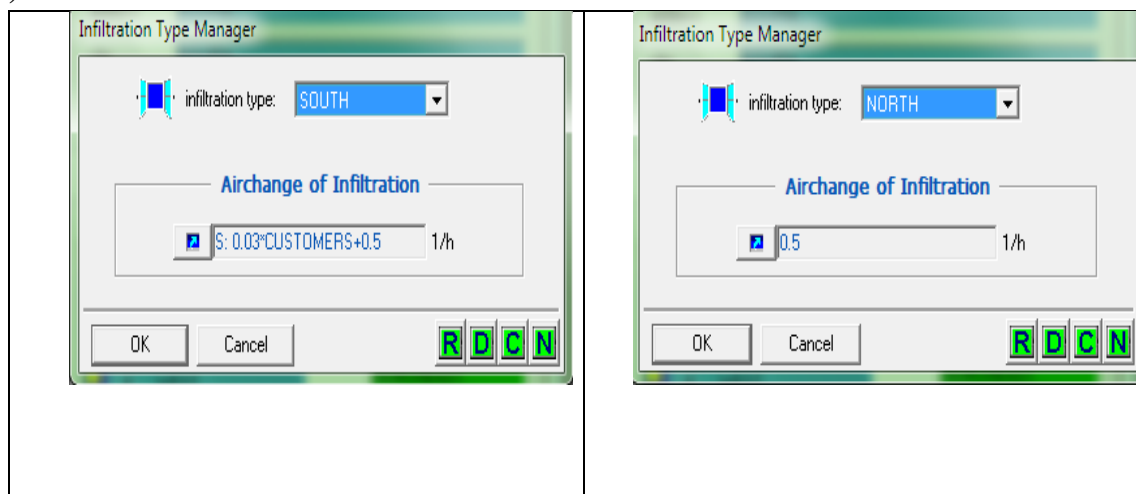 Infiltration Type Manager
infiltration type: SOUTH
Airchange of Infiltration
S: 0.03*CUSTOMERS+0.5 1/h
OK Cancel R D C N
Infiltration Type Manager
infiltration type: NORTH
Airchange of Infiltration
0.5 1/h
OK Cancel R D C N